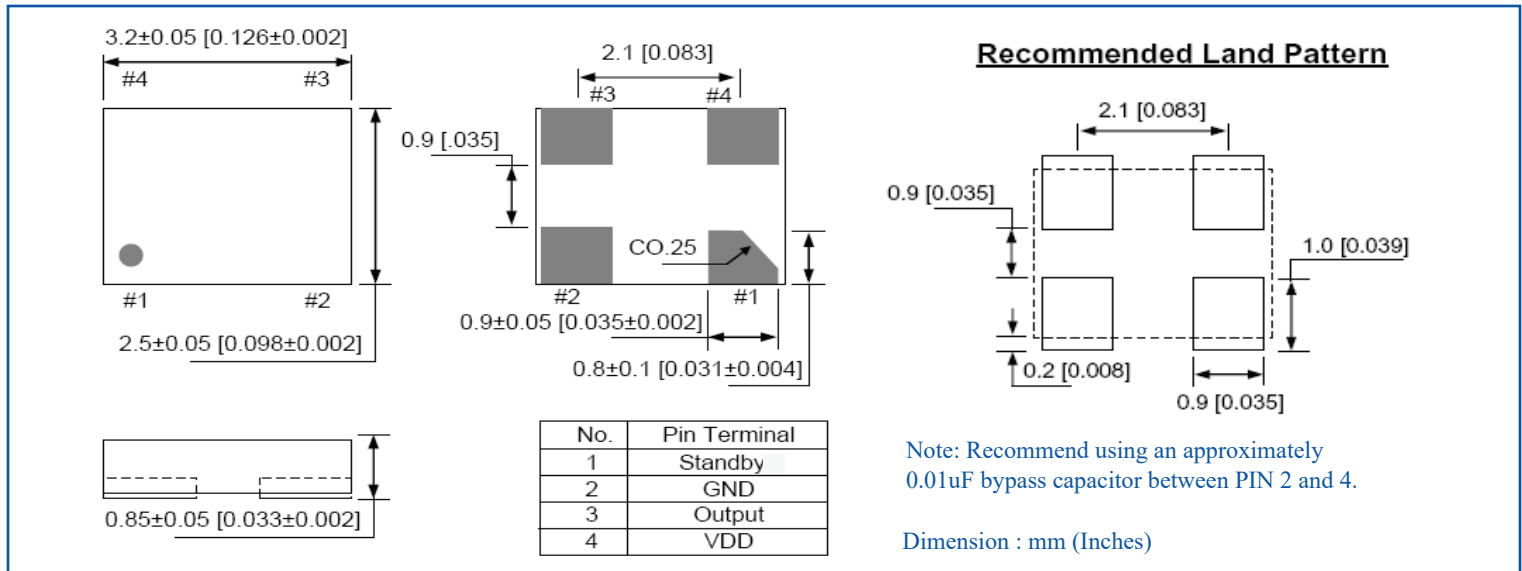 3.2±0.05 [0.126±0.002]
#4 #3
#1 #2
2.5±0.05 [0.098±0.002]
2.1 [0.083]
#3 #4
0.9 [.035]
CO.25
#2 #1
0.9±0.05 [0.035±0.002]
0.8±0.1 [0.031±0.004]
Recommended Land Pattern
2.1 [0.083]
0.9 [0.035]
1.0 [0.039]
0.2 [0.008]
0.9 [0.035]
0.85±0.05 [0.033±0.002]
No. Pin Terminal
1 Standby
2 GND
3 Output
4 VDD
Note: Recommend using an approximately
0.01uF bypass capacitor between PIN 2 and 4.
Dimension : mm (Inches)